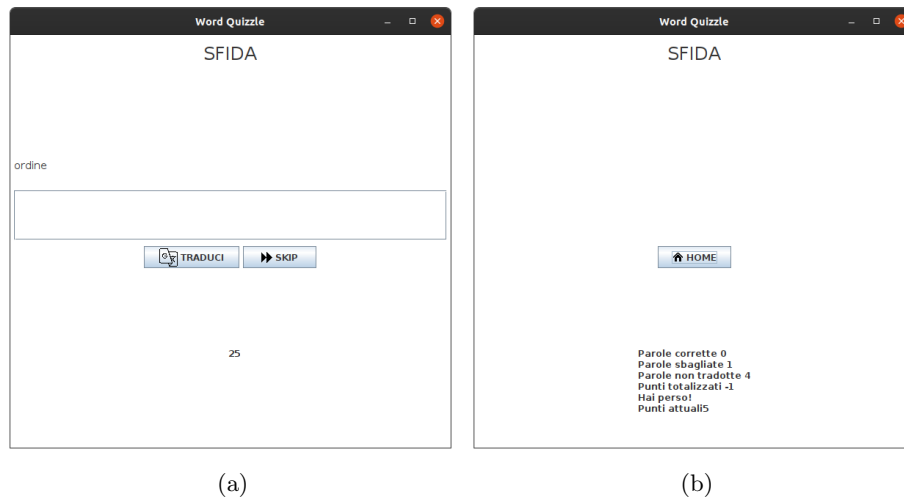 Word Quizzle
SFIDA
ordine
TRADUCI
SKIP
25
(a)
Word Quizzle
SFIDA
HOME
Parole corrette 0
Parole sbagliate 1
Parole non tradotte 4
Punti totalizzati -1
Hai perso!
Punti attuali5
(b)